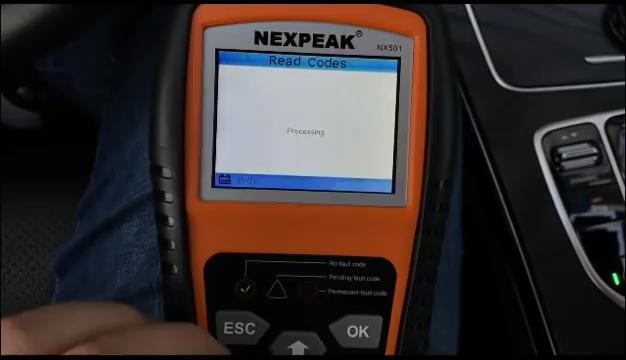 NEXPEAK®
NX501
Read Codes
Processing
No fault code
Pending fault code
Permanent fault code
ESC
OK